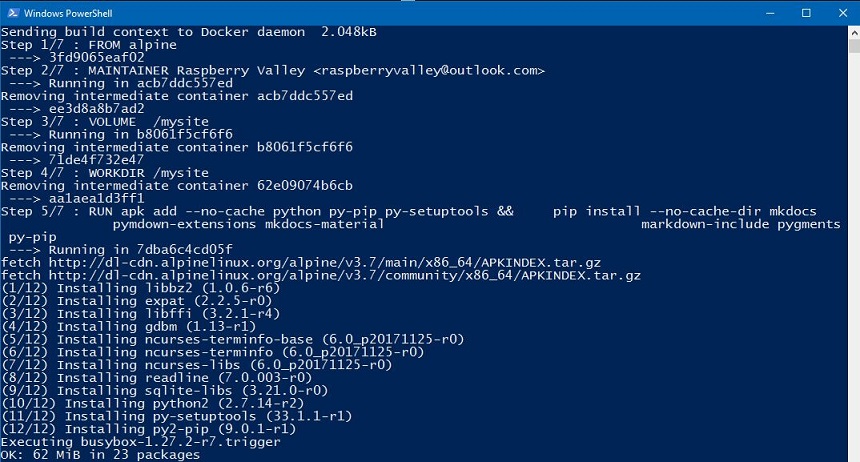 Windows PowerShell
Sending build context to Docker daemon  2.048kB
Step 1/7 : FROM alpine
 ---> 3fd9065eaf02
Step 2/7 : MAINTAINER Raspberry Valley <raspberryvalley@outlook.com>
 ---> Running in acb7ddc557ed
Removing intermediate container acb7ddc557ed
 ---> ee3d8a8b7ad2
Step 3/7 : VOLUME  /mysite
 ---> Running in b8061f5cf6f6
Removing intermediate container b8061f5cf6f6
 ---> 71de4f732e47
Step 4/7 : WORKDIR /mysite
Removing intermediate container 62e09074b6cb
 ---> aa1aea1d3ff1
Step 5/7 : RUN apk add --no-cache python py-pip py-setuptools &&     pip install --no-cache-dir mkdocs
              pymdown-extensions mkdocs-material                                 markdown-include pygments
 py-pip
 ---> Running in 7dba6c4cd05f
fetch http://dl-cdn.alpinelinux.org/alpine/v3.7/main/x86_64/APKINDEX.tar.gz
fetch http://dl-cdn.alpinelinux.org/alpine/v3.7/community/x86_64/APKINDEX.tar.gz
(1/12) Installing libbz2 (1.0.6-r6)
(2/12) Installing expat (2.2.5-r0)
(3/12) Installing libffi (3.2.1-r4)
(4/12) Installing gdbm (1.13-r1)
(5/12) Installing ncurses-terminfo-base (6.0_p20171125-r0)
(6/12) Installing ncurses-terminfo (6.0_p20171125-r0)
(7/12) Installing ncurses-libs (6.0_p20171125-r0)
(8/12) Installing readline (7.0.003-r0)
(9/12) Installing sqlite-libs (3.21.0-r0)
(10/12) Installing python2 (2.7.14-r2)
(11/12) Installing py-setuptools (33.1.1-r1)
(12/12) Installing py2-pip (9.0.1-r1)
Executing busybox-1.27.2-r7.trigger
OK: 62 MiB in 23 packages